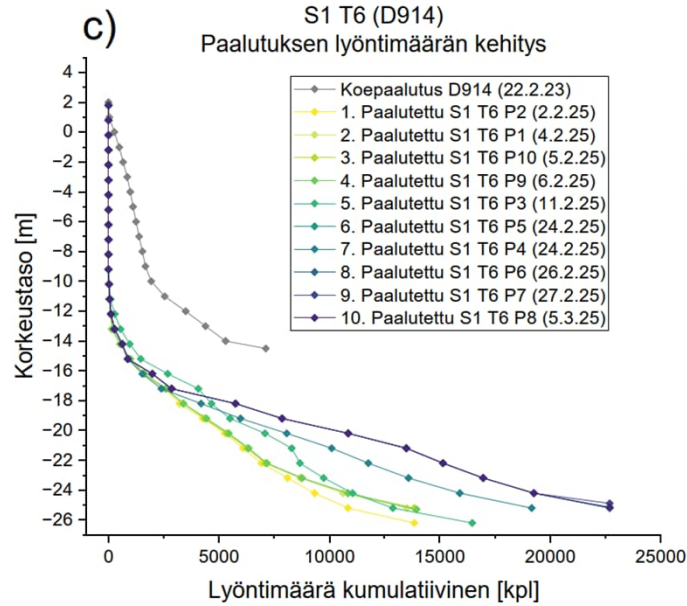 c)
S1 T6 (D914)
Paalutuksen lyöntimäärän kehitys
Korkeustaso [m]
4
2
0
−2
−4
−6
−8
−10
−12
−14
−16
−18
−20
−22
−24
−26
Koepaalutus D914 (22.2.23)
1. Paalutettu S1 T6 P2 (2.2.25)
2. Paalutettu S1 T6 P1 (4.2.25)
3. Paalutettu S1 T6 P10 (5.2.25)
4. Paalutettu S1 T6 P9 (6.2.25)
5. Paalutettu S1 T6 P3 (11.2.25)
6. Paalutettu S1 T6 P5 (24.2.25)
7. Paalutettu S1 T6 P4 (24.2.25)
8. Paalutettu S1 T6 P6 (26.2.25)
9. Paalutettu S1 T6 P7 (27.2.25)
10. Paalutettu S1 T6 P8 (5.3.25)
0 5000 10000 15000 20000 25000
Lyöntimäärä kumulatiivinen [kpl]